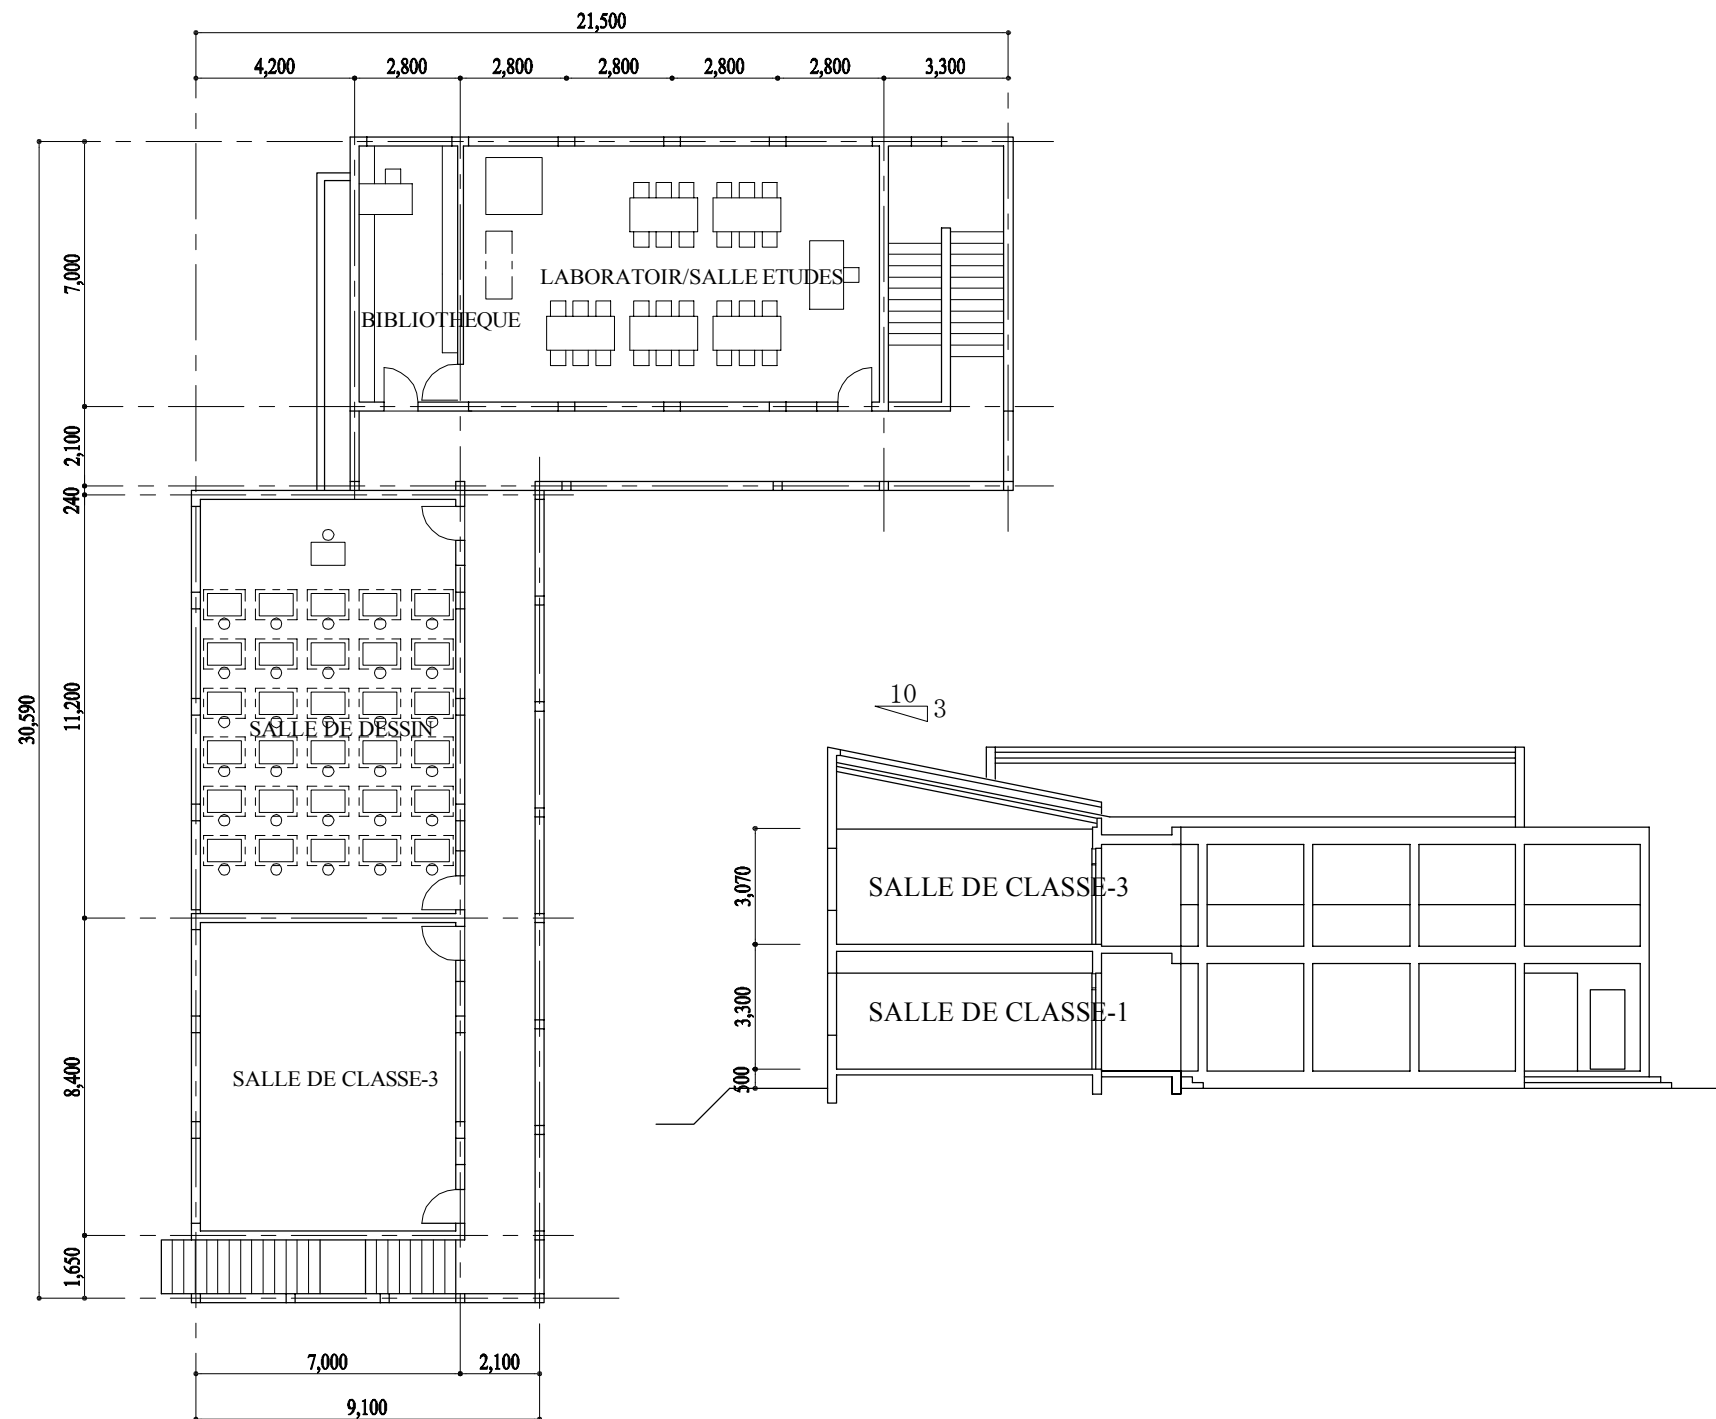 21,500
4,200 2,800 2,800 2,800 2,800 2,800 3,300
30,590
7,000
2,100
240
11,200
8,400
1,650
LABORATOIR/SALLE ETUDES
BIBLIOTHEQUE
SALLE DE DESSIN
SALLE DE CLASSE-3
7,000 2,100
9,100
10
3
3,070
3,300
500
SALLE DE CLASSE-3
SALLE DE CLASSE-1